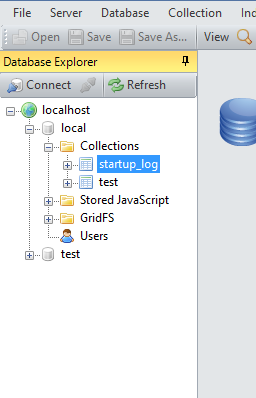 File Server Database Collection
Open Save Save As... View
Database Explorer
Connect Refresh
localhost
local
Collections
startup_log
test
Stored JavaScript
GridFS
Users
test